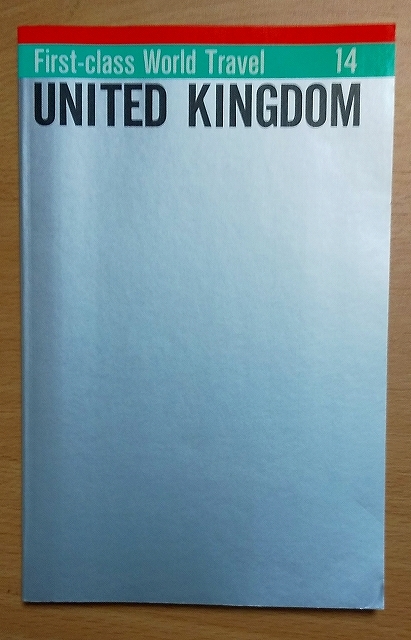 First-class World Travel 14
UNITED KINGDOM